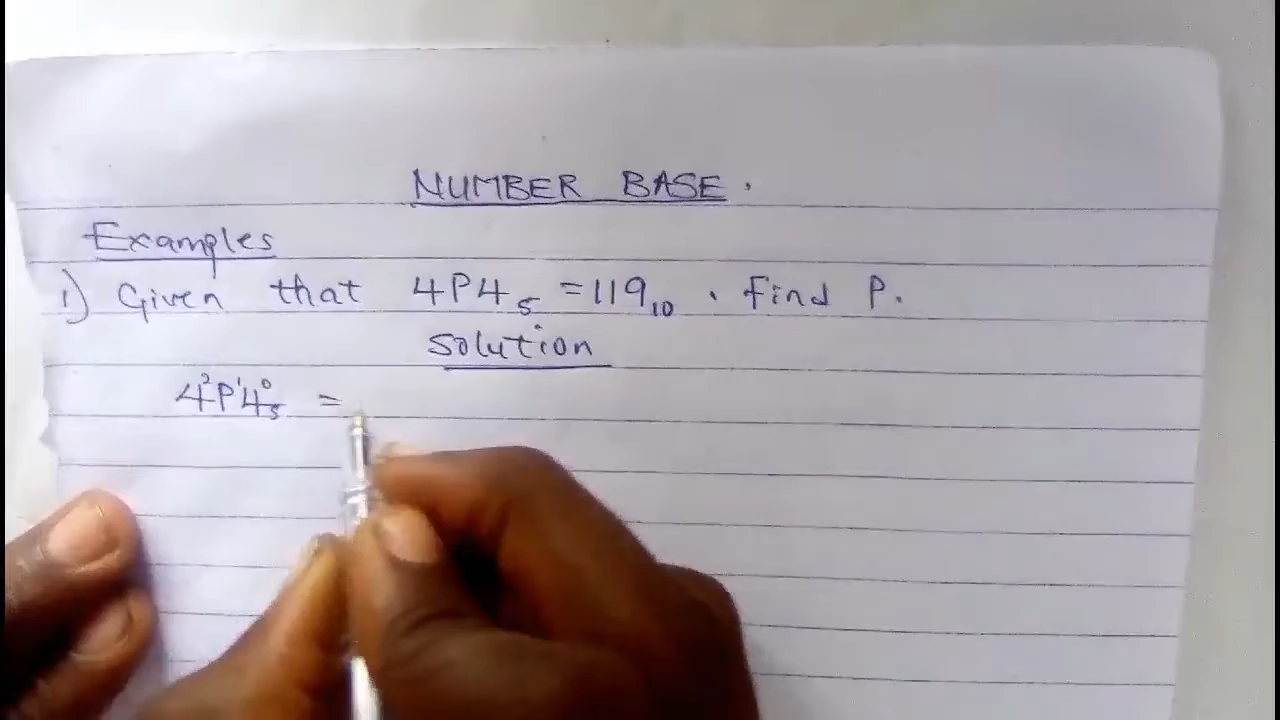 NUMBER BASE.
Examples
1) Given that 4P4₅ = 119₁₀. Find P.
Solution
4²P¹4⁰₅ =